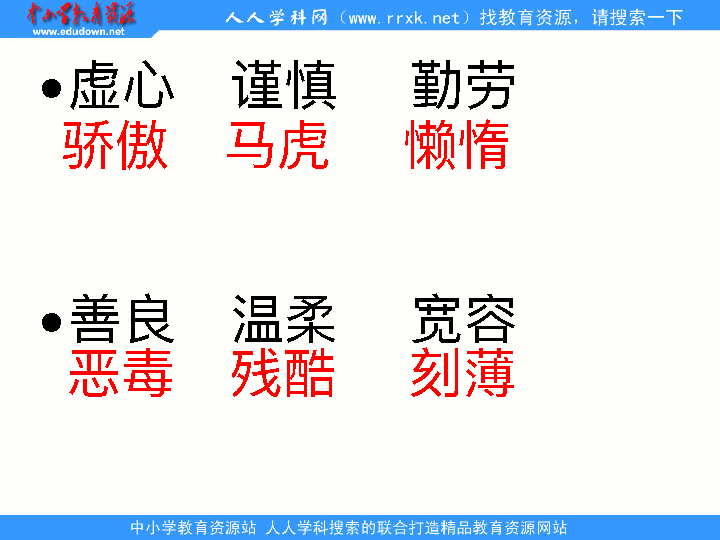 中小学教育资源
www.edudown.net
人人学科网（www.rrxk.net）找教育资源，请搜索一下
•虚心 谨慎 勤劳
骄傲 马虎 懒惰
•善良 温柔 宽容
恶毒 残酷 刻薄
中小学教育资源站 人人学科搜索的联合打造精品教育资源网站